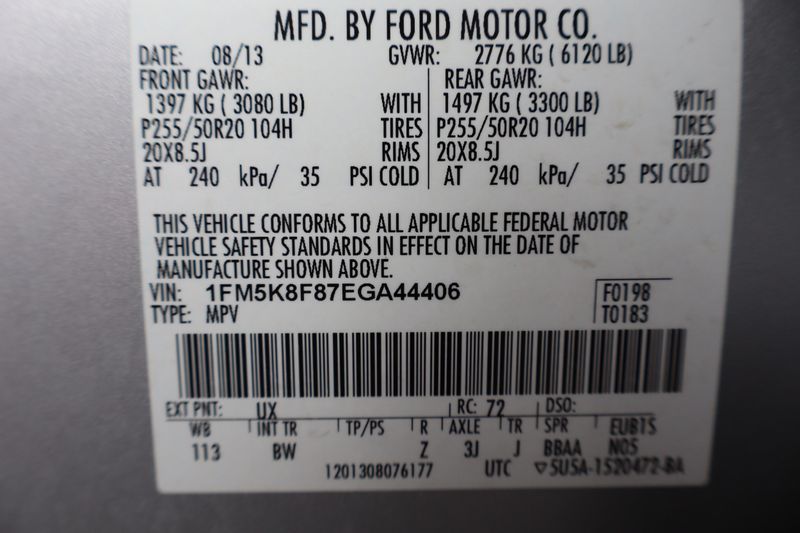 MFD. BY FORD MOTOR CO.
DATE: 08/13 GVWR: 2776 KG ( 6120 LB)
FRONT GAWR: REAR GAWR:
1397 KG ( 3080 LB) WITH 1497 KG ( 3300 LB) WITH
P255/50R20 104H TIRES P255/50R20 104H TIRES
20X8.5J RIMS 20X8.5J RIMS
AT 240 kPa/ 35 PSI COLD AT 240 kPa/ 35 PSI COLD
THIS VEHICLE CONFORMS TO ALL APPLICABLE FEDERAL MOTOR
VEHICLE SAFETY STANDARDS IN EFFECT ON THE DATE OF
MANUFACTURE SHOWN ABOVE.
VIN: 1FM5K8F87EGA44406 F0198
TYPE: MPV T0183
EXT PNT: UX RC: 72 DSO:
WB INT TR TP/PS R AXLE TR SPR EUBTS
113 BW Z 3J J BBAA N05
1201308076177 UTC ▽5U5A-1520472-BA